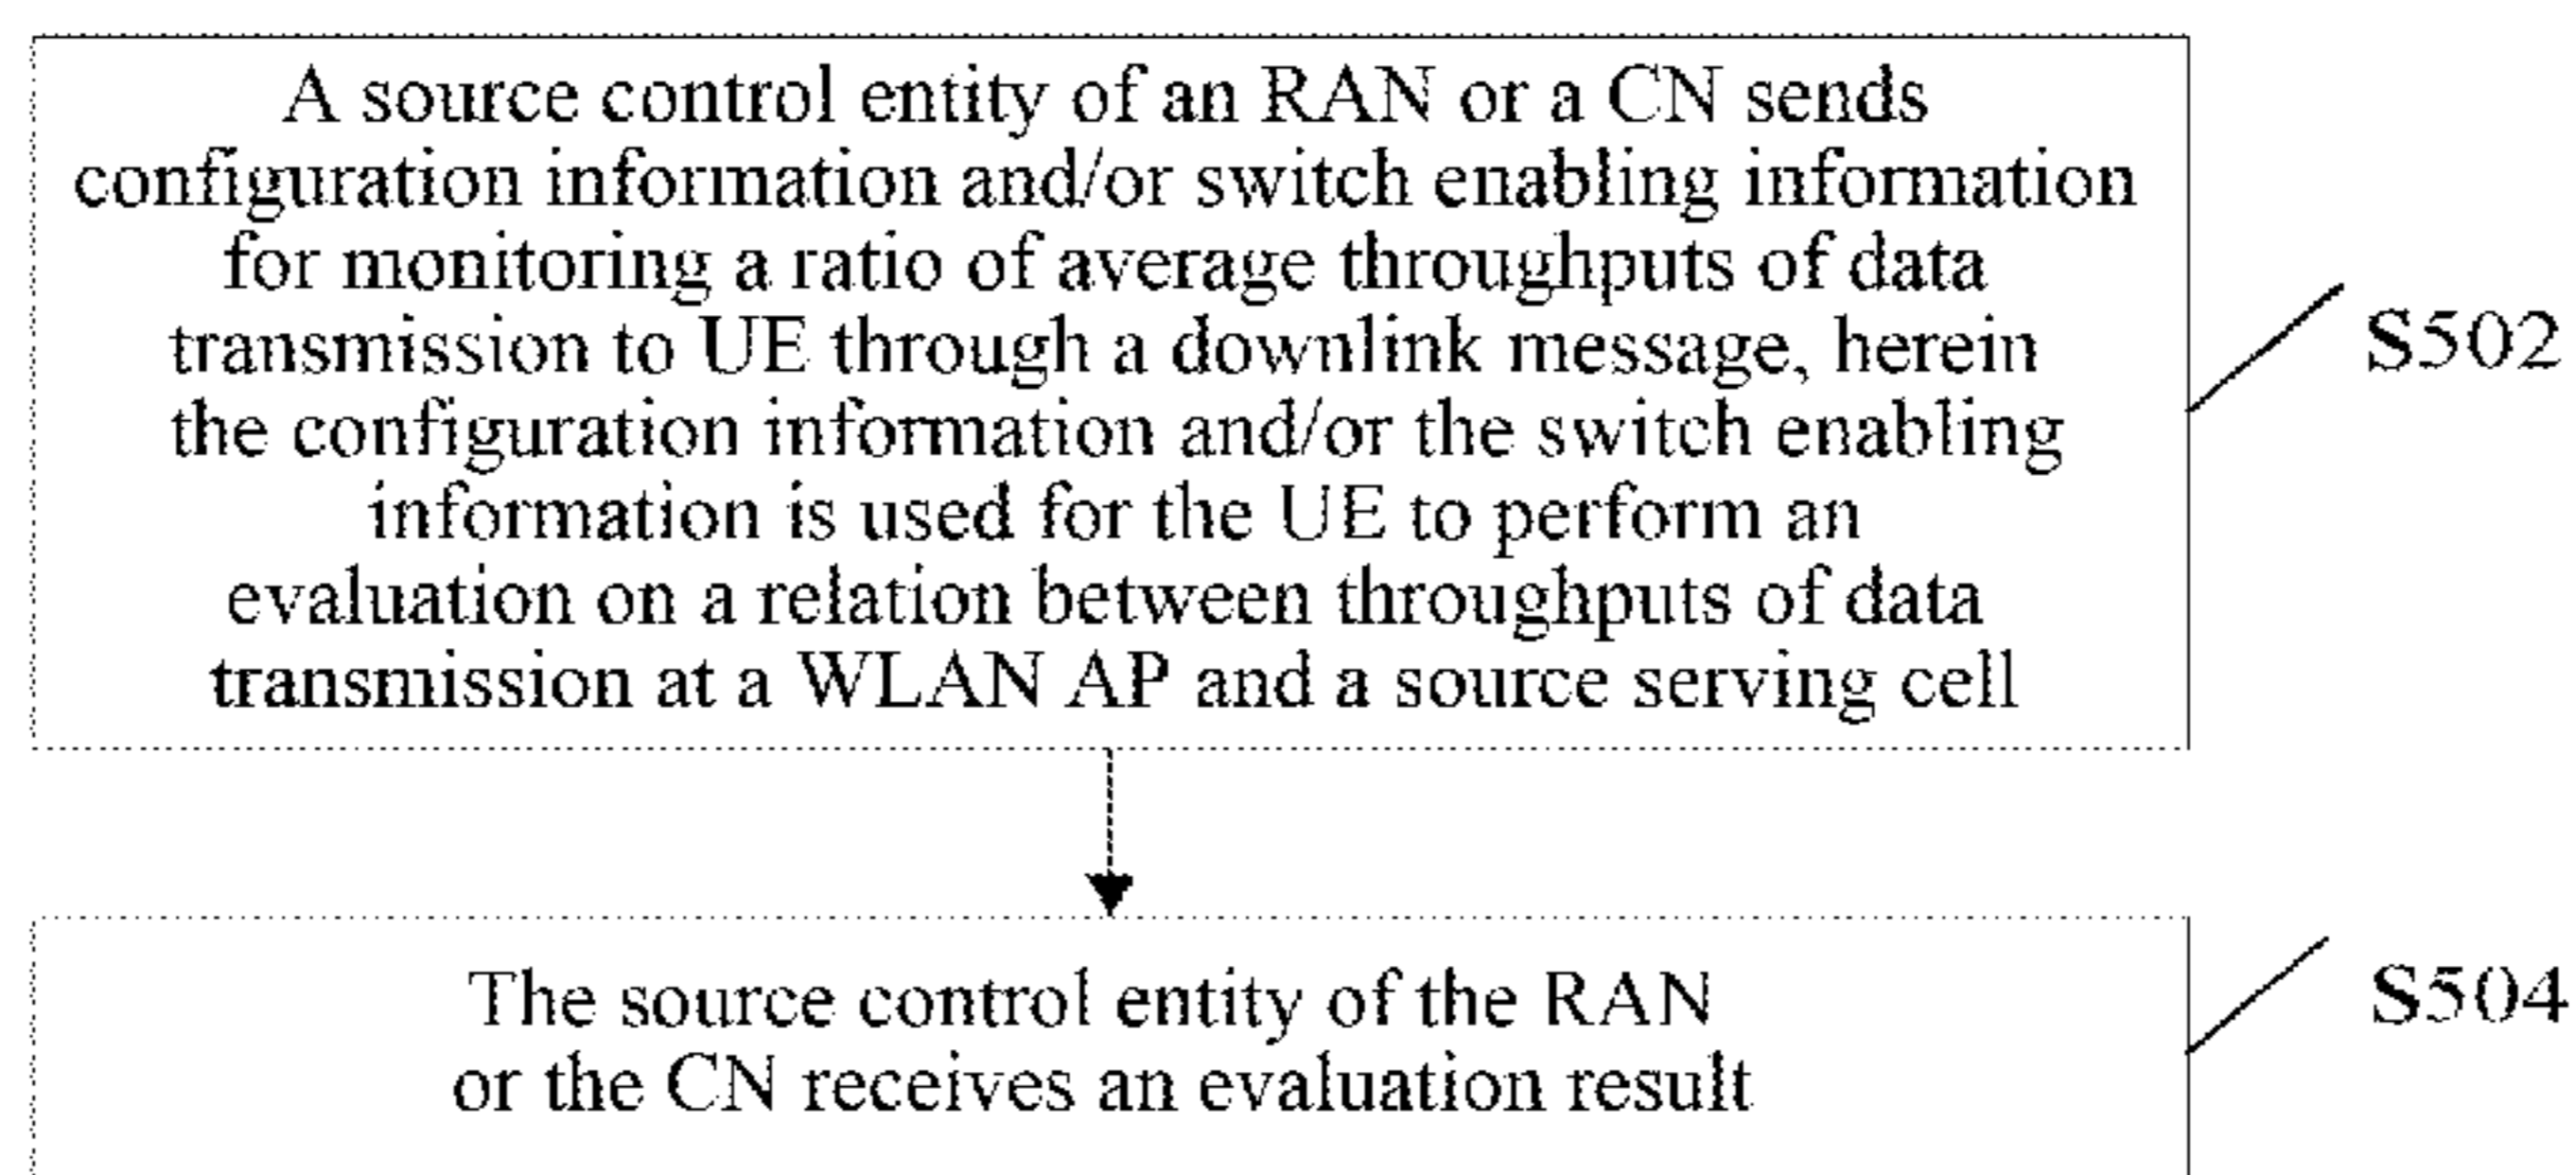 A source control entity of an RAN or a CN sends
configuration information and/or switch enabling information
for monitoring a ratio of average throughputs of data
transmission to UE through a downlink message, herein
the configuration information and/or the switch enabling
information is used for the UE to perform an
evaluation on a relation between throughputs of data
transmission at a WLAN AP and a source serving cell
S502
The source control entity of the RAN
or the CN receives an evaluation result
S504